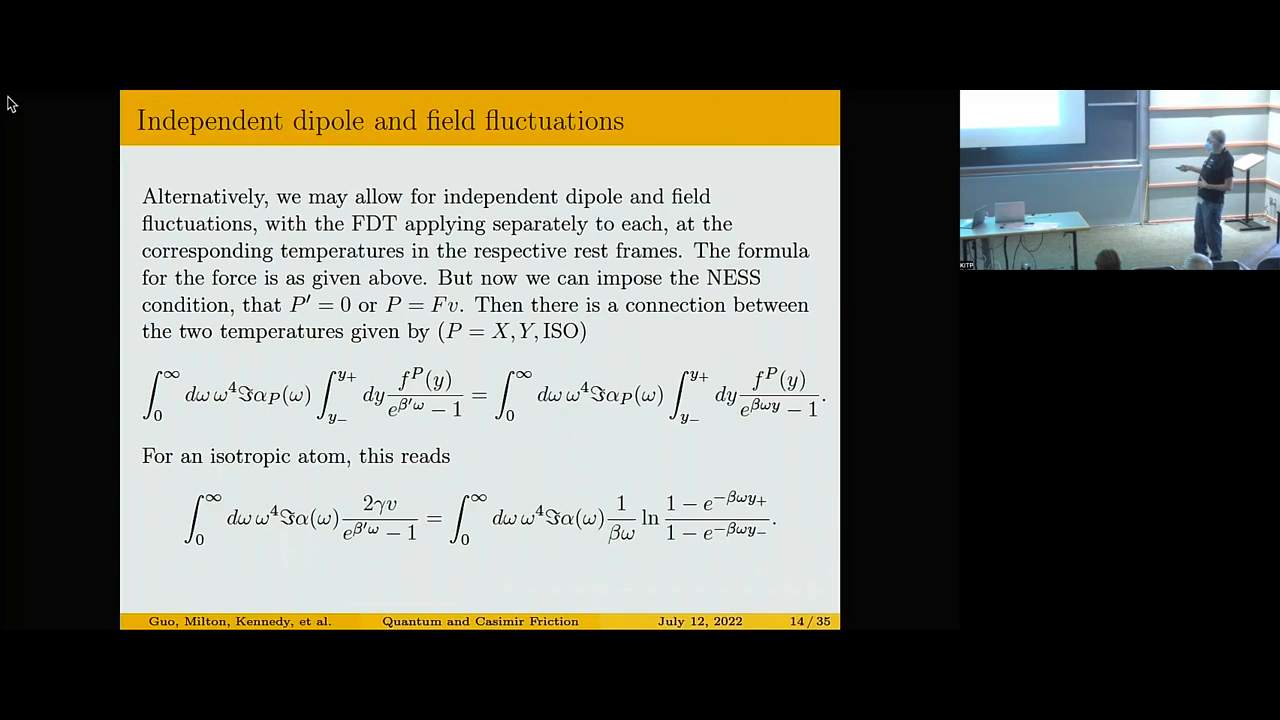 Independent dipole and field fluctuations
Alternatively, we may allow for independent dipole and field
fluctuations, with the FDT applying separately to each, at the
corresponding temperatures in the respective rest frames. The formula
for the force is as given above. But now we can impose the NESS
condition, that P′ = 0 or P = Fv. Then there is a connection between
the two temperatures given by (P = X, Y, ISO)
∫_0^∞ dω ω⁴ℑα_P(ω) ∫_{y₋}^{y₊} dy f^P(y)/(e^{β′ω} − 1) = ∫_0^∞ dω ω⁴ℑα_P(ω) ∫_{y₋}^{y₊} dy f^P(y)/(e^{βωy} − 1).
For an isotropic atom, this reads
∫_0^∞ dω ω⁴ℑα(ω) 2γv/(e^{β′ω} − 1) = ∫_0^∞ dω ω⁴ℑα(ω) 1/(βω) ln (1 − e^{−βωy₊})/(1 − e^{−βωy₋}).
Guo, Milton, Kennedy, et al. Quantum and Casimir Friction July 12, 2022 14 / 35
KITP